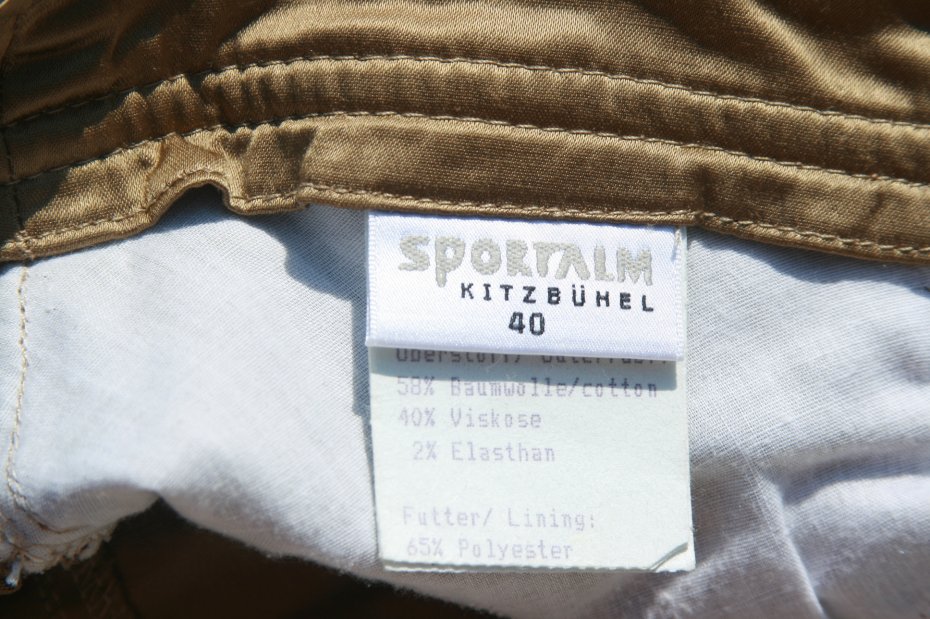 SPORTALM
KITZBÜHEL
40
58% Baumwolle/cotton
40% Viskose
2% Elasthan
Futter/ Lining:
65% Polyester